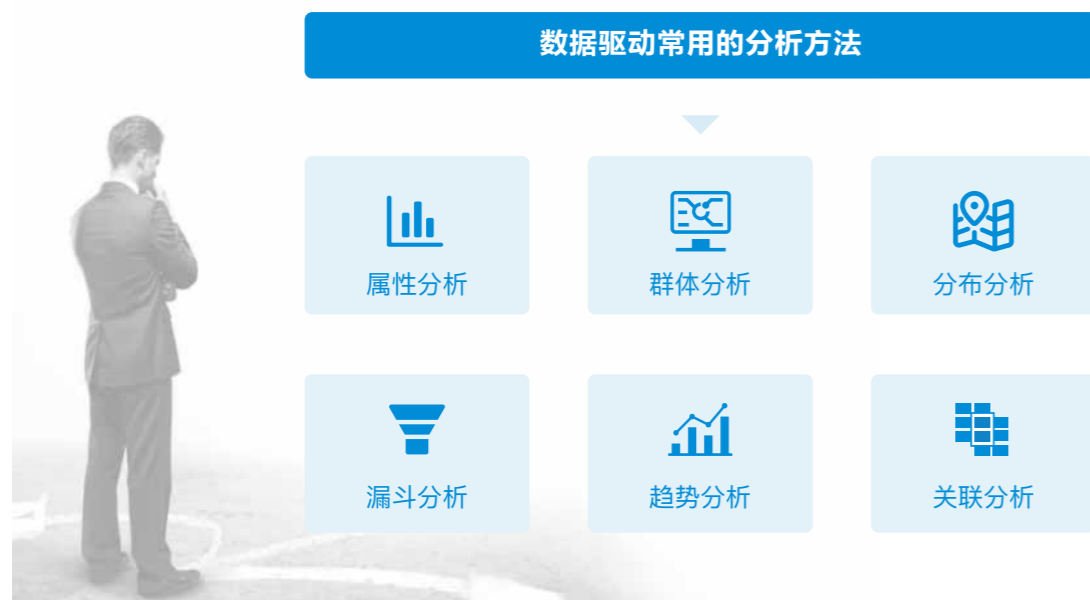 数据驱动常用的分析方法
属性分析
群体分析
分布分析
漏斗分析
趋势分析
关联分析